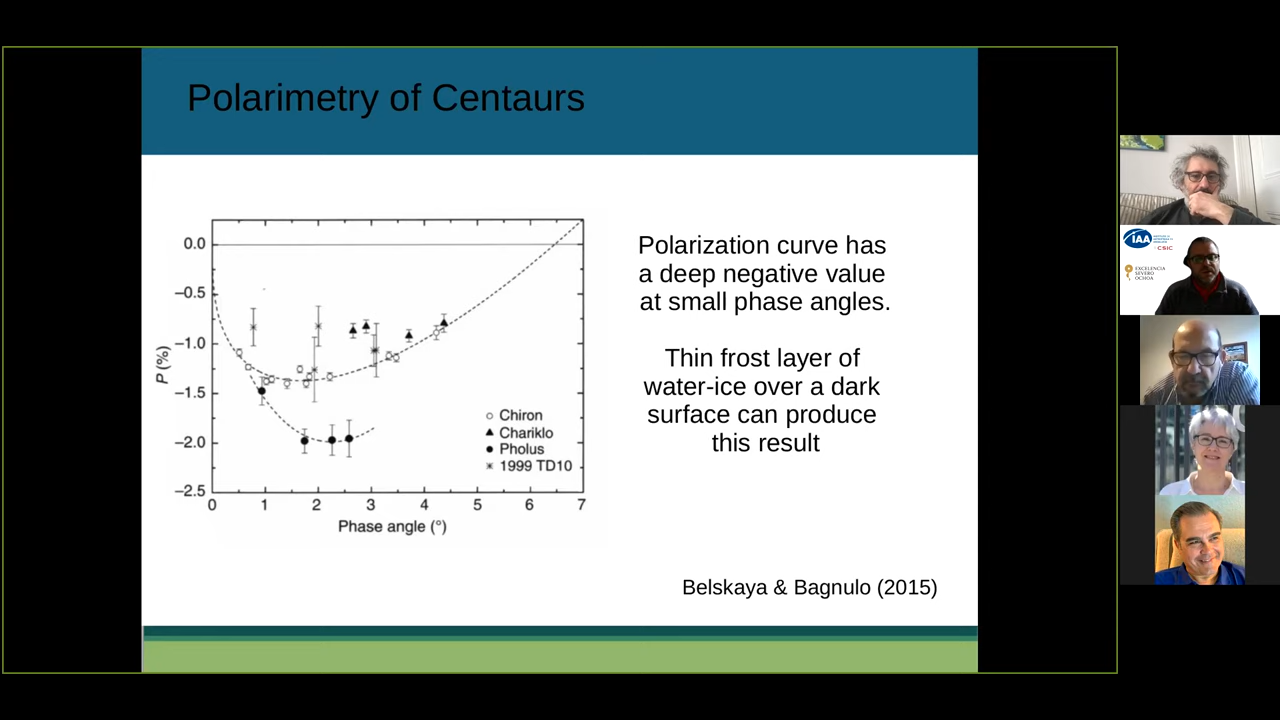 Polarimetry of Centaurs
0.0
−0.5
−1.0
−1.5
−2.0
−2.5
P (%)
Chiron
Chariklo
Pholus
1999 TD10
0 1 2 3 4 5 6 7
Phase angle (°)
Polarization curve has
a deep negative value
at small phase angles.
Thin frost layer of
water-ice over a dark
surface can produce
this result
Belskaya & Bagnulo (2015)
IAA
CSIC
EXCELENCIA
SEVERO
OCHOA